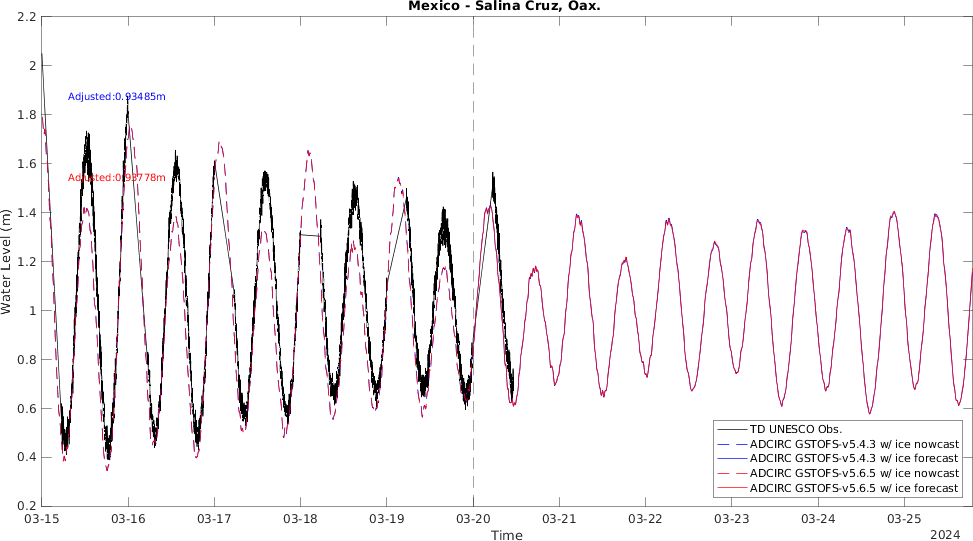 Mexico - Salina Cruz, Oax.
Water Level (m)
2.2
2
1.8
1.6
1.4
1.2
1
0.8
0.6
0.4
0.2
Adjusted:0.93485m
Adjusted:0.93778m
TD UNESCO Obs.
ADCIRC GSTOFS-v5.4.3 w/ ice nowcast
ADCIRC GSTOFS-v5.4.3 w/ ice forecast
ADCIRC GSTOFS-v5.6.5 w/ ice nowcast
ADCIRC GSTOFS-v5.6.5 w/ ice forecast
03-15 03-16 03-17 03-18 03-19 03-20 03-21 03-22 03-23 03-24 03-25
Time
2024